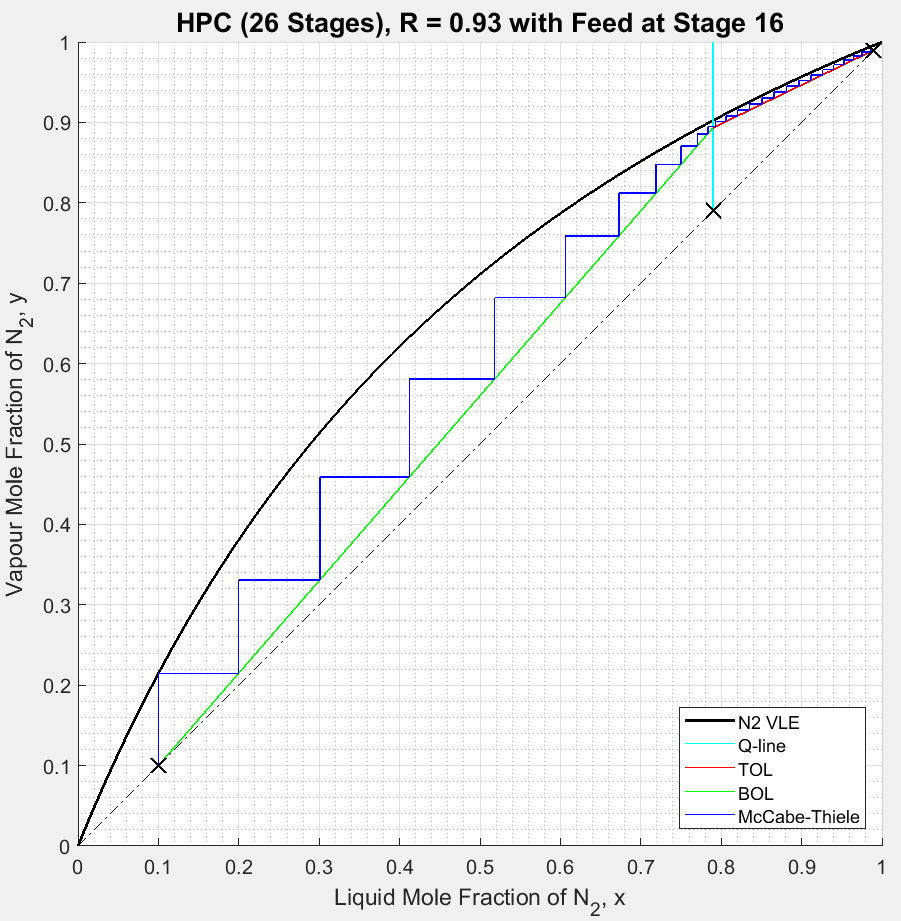 HPC (26 Stages), R = 0.93 with Feed at Stage 16
Vapour Mole Fraction of N2, y
1
0.9
0.8
0.7
0.6
0.5
0.4
0.3
0.2
0.1
0
0 0.1 0.2 0.3 0.4 0.5 0.6 0.7 0.8 0.9 1
Liquid Mole Fraction of N2, x
N2 VLE
Q-line
TOL
BOL
McCabe-Thiele